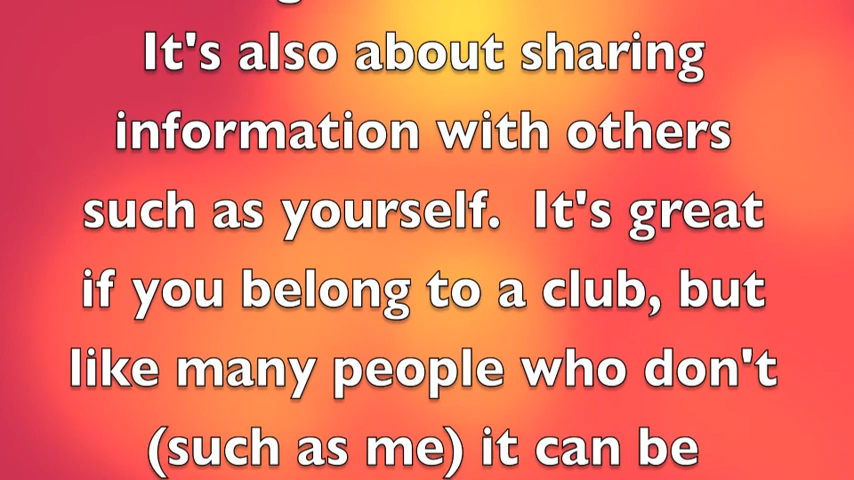 It's also about sharing
information with others
such as yourself.  It's great
if you belong to a club, but
like many people who don't
(such as me) it can be